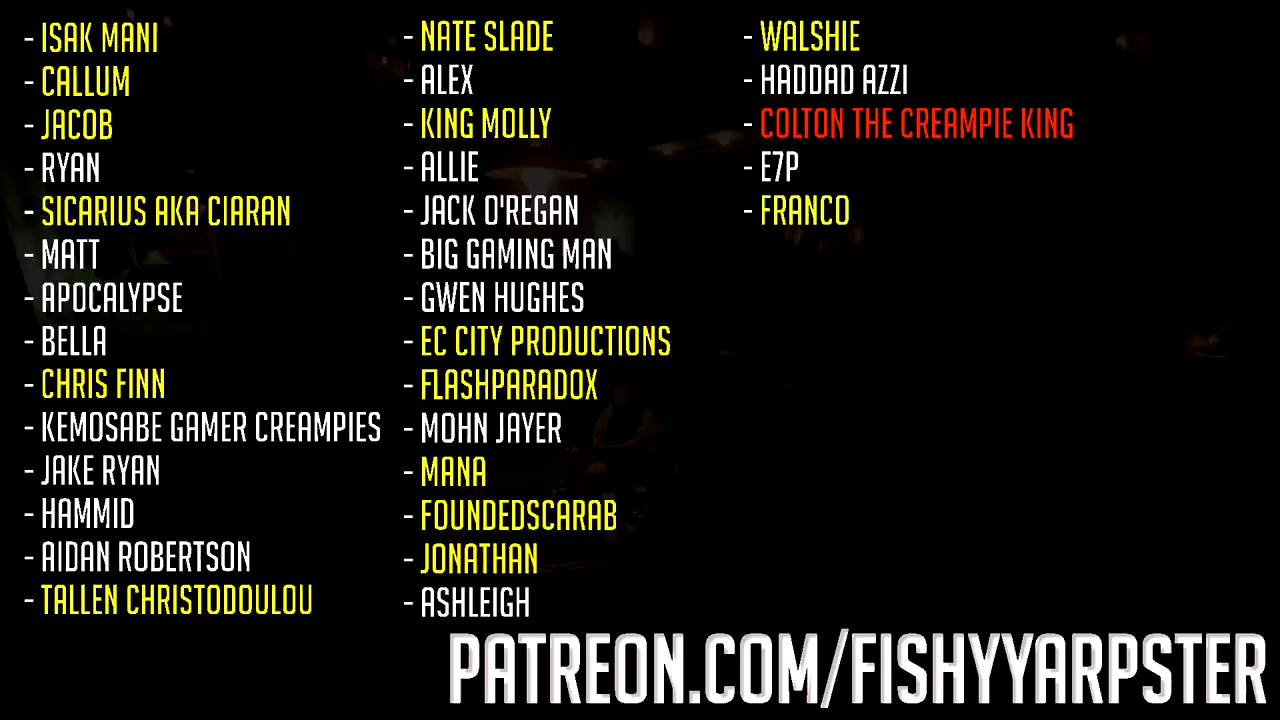 - ISAK MANI
- CALLUM
- JACOB
- RYAN
- SICARIUS AKA CIARAN
- MATT
- APOCALYPSE
- BELLA
- CHRIS FINN
- KEMOSABE GAMER CREAMPIES
- JAKE RYAN
- HAMMID
- AIDAN ROBERTSON
- TALLEN CHRISTODOULOU
- NATE SLADE
- ALEX
- KING MOLLY
- ALLIE
- JACK O'REGAN
- BIG GAMING MAN
- GWEN HUGHES
- EC CITY PRODUCTIONS
- FLASHPARADOX
- MOHN JAYER
- MANA
- FOUNDEDSCARAB
- JONATHAN
- ASHLEIGH
- WALSHIE
- HADDAD AZZI
- COLTON THE CREAMPIE KING
- E7P
- FRANCO
PATREON.COM/FISHYYARPSTER